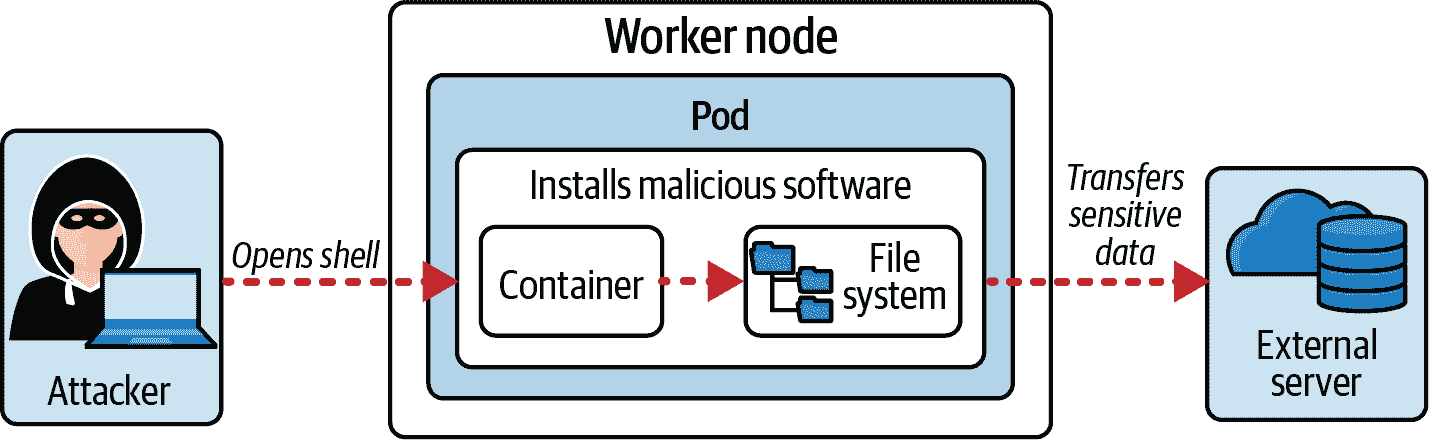 Worker node
Pod
Installs malicious software
Opens shell
Container
File
system
Transfers
sensitive
data
Attacker
External
server